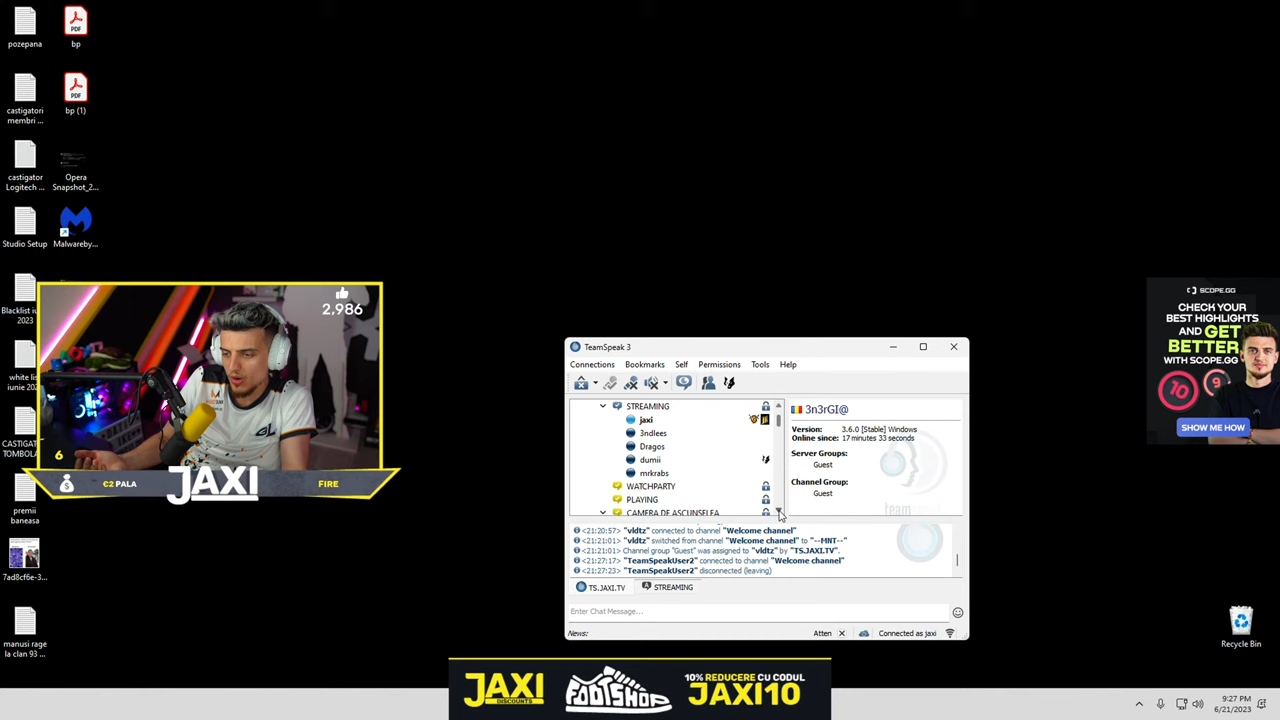 pozepana
bp
castigatori
membri ...
bp (1)
castigator
Logitech ...
Opera
Snapshot_2...
Studio Setup
Malwareby...
Blacklist iu
2023
white lis
iunie 202
CASTIGAT
TOMBOLA
premii
baneasa
7ad8cf6e-3...
manusi rage
la clan 93 ...
2,986
6
C2 PALA
JAXI
FIRE
TeamSpeak 3
Connections Bookmarks Self Permissions Tools Help
STREAMING
jaxi
3ndlees
Dragos
dumii
mrkrabs
WATCHPARTY
PLAYING
CAMERA DE ASCUNSELEA
3n3rGI@
Version: 3.6.0 [Stable] Windows
Online since: 17 minutes 33 seconds
Server Groups:
Guest
Channel Group:
Guest
<21:20:57> "vldtz" connected to channel "Welcome channel"
<21:21:01> "vldtz" switched from channel "Welcome channel" to "--MNT--"
<21:21:01> Channel group "Guest" was assigned to "vldtz" by "TS.JAXI.TV".
<21:27:17> "TeamSpeakUser2" connected to channel "Welcome channel"
<21:27:23> "TeamSpeakUser2" disconnected (leaving)
TS.JAXI.TV STREAMING
Enter Chat Message...
News: Atten Connected as jaxi
SCOPE.GG
CHECK YOUR
BEST HIGHLIGHTS
AND GET
BETTER
WITH SCOPE.GG
SHOW ME HOW
Recycle Bin
JAXI
DISCOUNTS
FOOTSHOP
10% REDUCERE CU CODUL
JAXI10
9:27 PM
6/21/2023